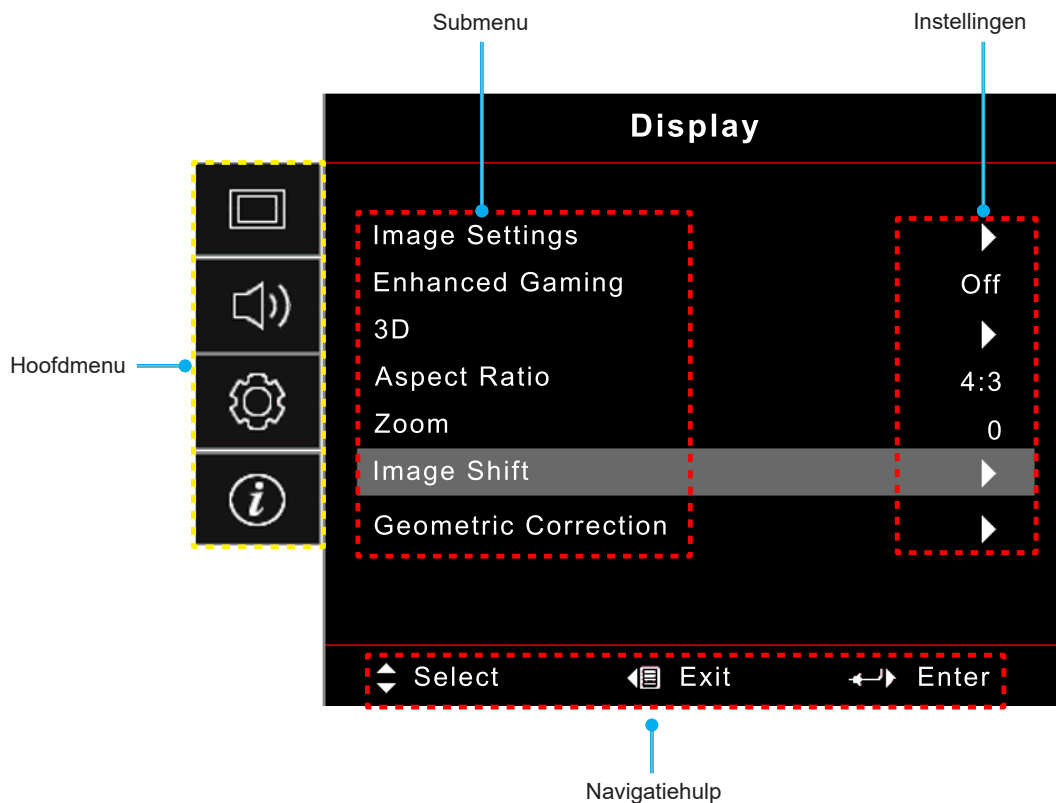 Submenu
Instellingen
Display
Hoofdmenu
Image Settings
Enhanced Gaming Off
3D
Aspect Ratio 4:3
Zoom 0
Image Shift
Geometric Correction
Select Exit Enter
Navigatiehulp